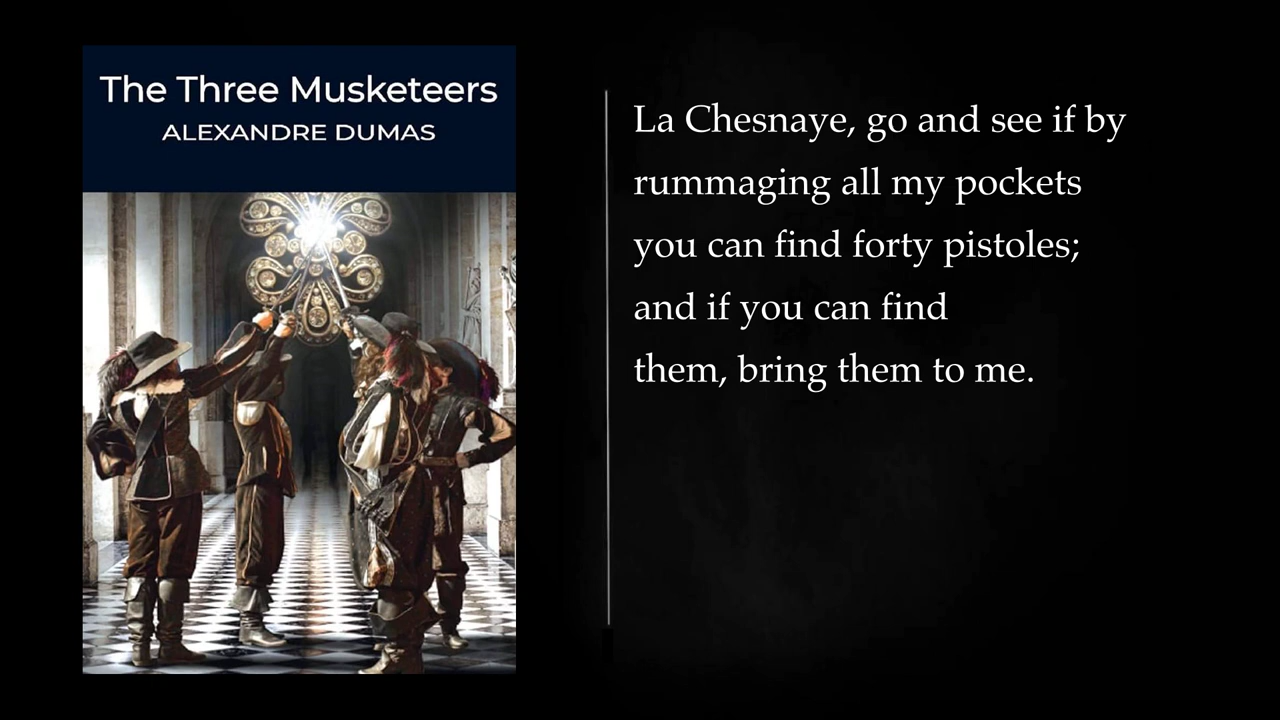 The Three Musketeers
ALEXANDRE DUMAS
La Chesnaye, go and see if by
rummaging all my pockets
you can find forty pistoles;
and if you can find
them, bring them to me.